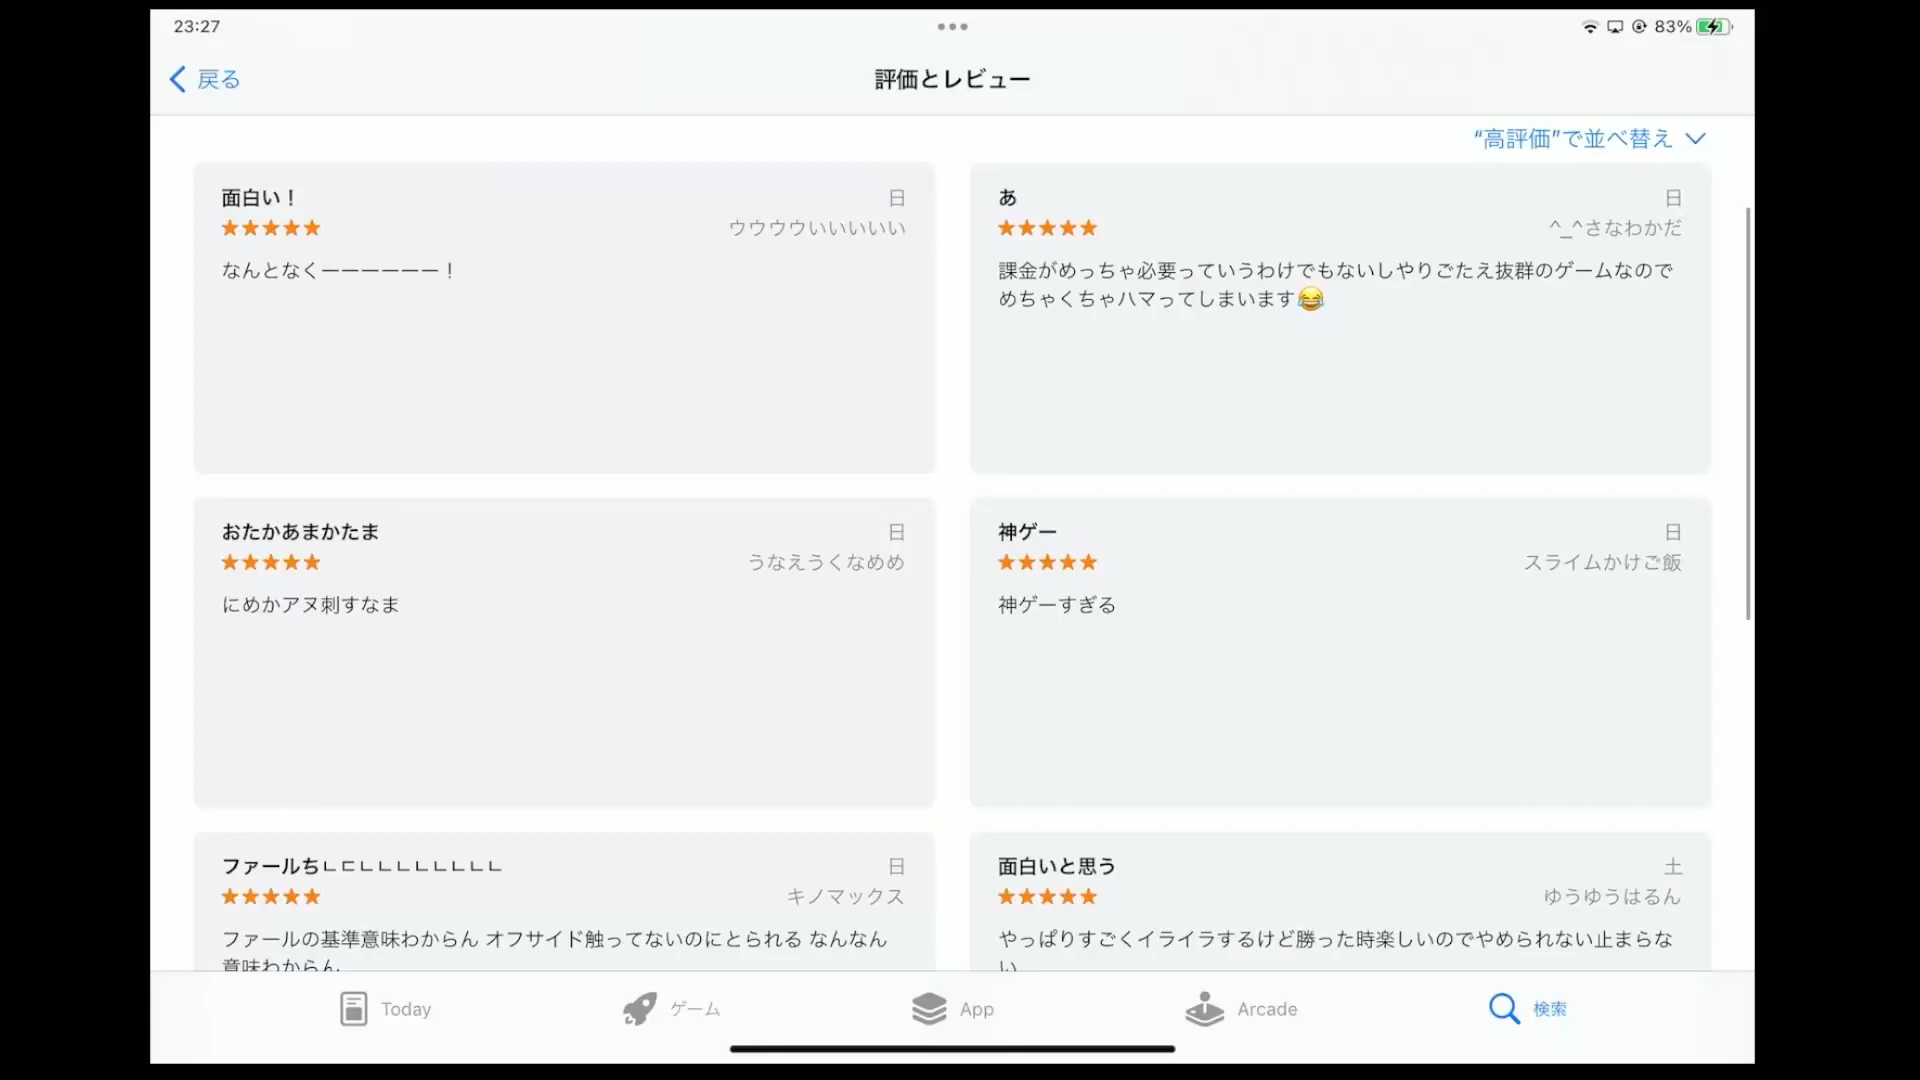 23:27
83%
戻る
評価とレビュー
“高評価”で並べ替え
面白い！
日
ウウウウいいいいい
なんとなくーーーーーー！
あ
日
^_^さなわかだ
課金がめっちゃ必要っていうわけでもないしやりごたえ抜群のゲームなので
めちゃくちゃハマってしまいます😂
おたかあまかたま
日
うなえうくなめめ
にめかアヌ刺すなま
神ゲー
日
スライムかけご飯
神ゲーすぎる
ファールちㄴㄷㄴㄴㄴㄴㄴㄴㄴㄴ
日
キノマックス
ファールの基準意味わからん オフサイド触ってないのにとられる なんなん
意味わからん
面白いと思う
土
ゆうゆうはるん
やっぱりすごくイライラするけど勝った時楽しいのでやめられない止まらな
い
Today
ゲーム
App
Arcade
検索